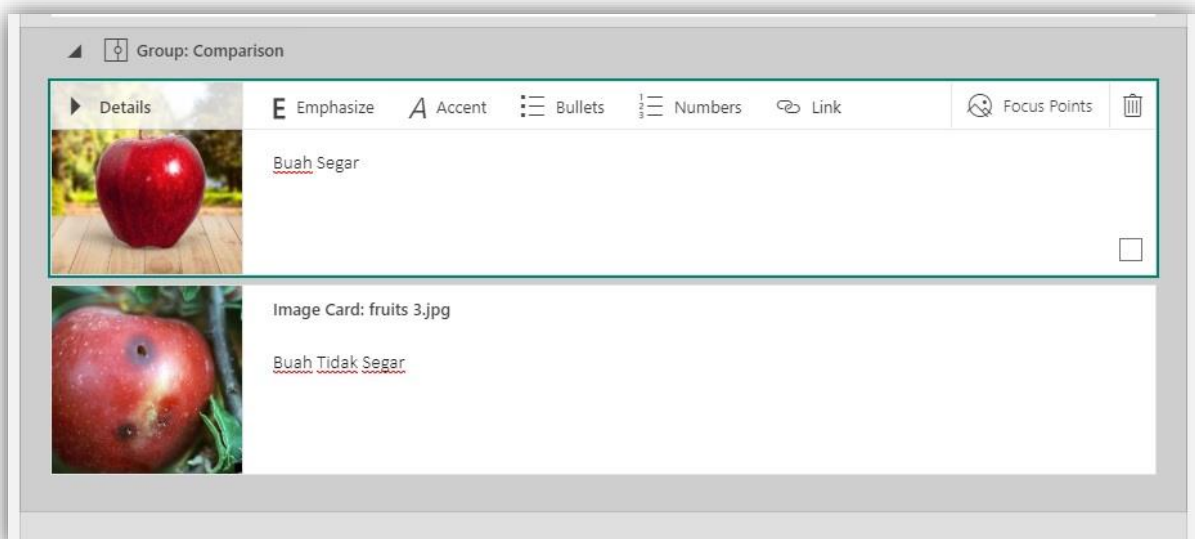 Group: Comparison
Details E Emphasize A Accent Bullets Numbers Link Focus Points
Buah Segar
Image Card: fruits 3.jpg
Buah Tidak Segar